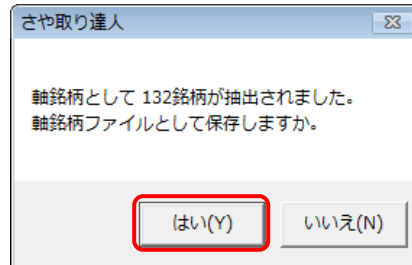 さや取り達人
軸銘柄として 132銘柄が抽出されました。
軸銘柄ファイルとして保存しますか。
はい(Y)
いいえ(N)